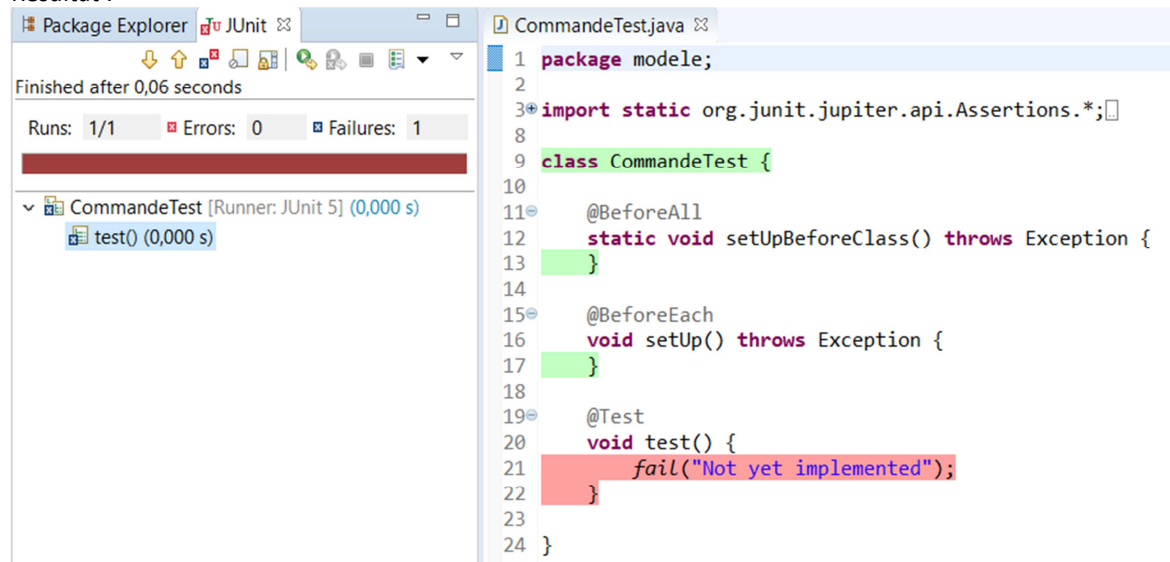 Package Explorer JUnit
Finished after 0,06 seconds
Runs: 1/1 Errors: 0 Failures: 1
CommandeTest [Runner: JUnit 5] (0,000 s)
test() (0,000 s)
CommandeTest.java
1 package modele;
2
3 import static org.junit.jupiter.api.Assertions.*;
8
9 class CommandeTest {
10
11 @BeforeAll
12 static void setUpBeforeClass() throws Exception {
13 }
14
15 @BeforeEach
16 void setUp() throws Exception {
17 }
18
19 @Test
20 void test() {
21 fail("Not yet implemented");
22 }
23
24 }